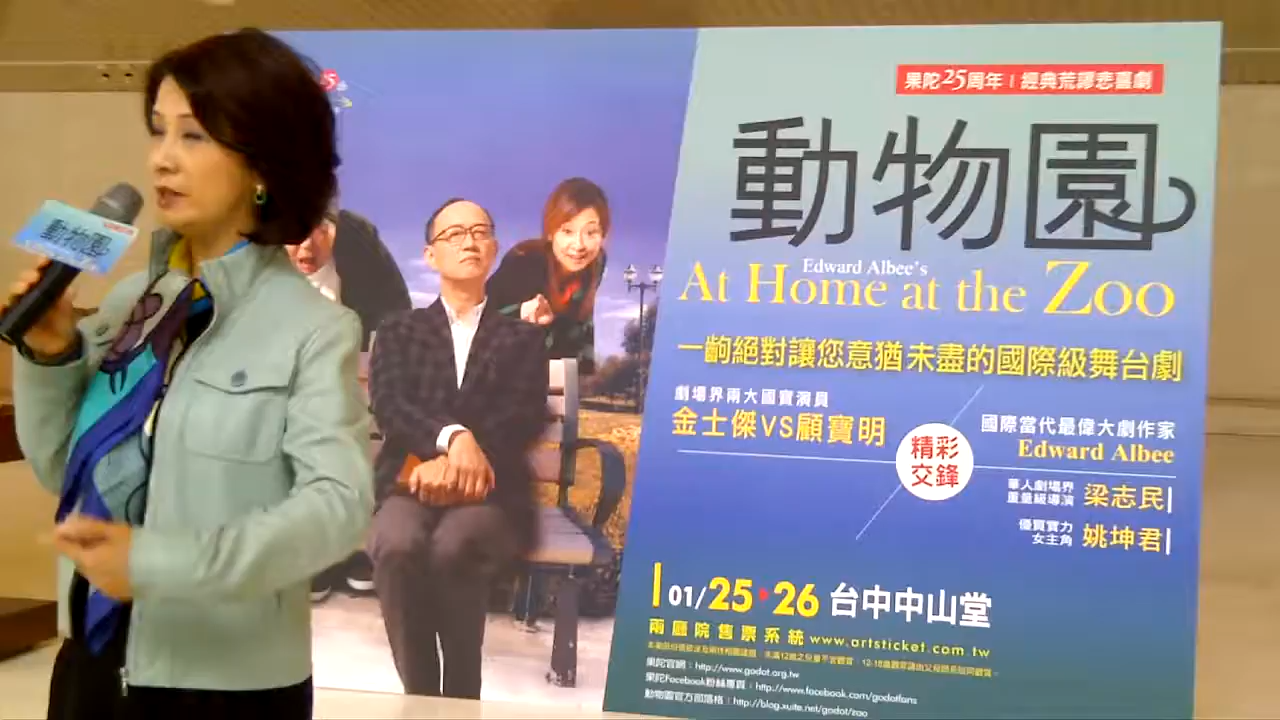 動物園
25
果陀25周年｜經典荒謬悲喜劇
動物園
Edward Albee's
At Home at the Zoo
一齣絕對讓您意猶未盡的國際級舞台劇
劇場界兩大國寶演員
金士傑VS顧寶明
精彩
交鋒
國際當代最偉大劇作家
Edward Albee
華人劇場界
重量級導演 梁志民
優質實力
女主角 姚坤君
01/25·26 台中中山堂
兩廳院售票系統 www.artsticket.com.tw
果陀官網：http://www.godot.org.tw
果陀Facebook粉絲專頁：http://www.facebook.com/godotfans
動物園官方部落格：http://blog.xuite.net/godot/zoo